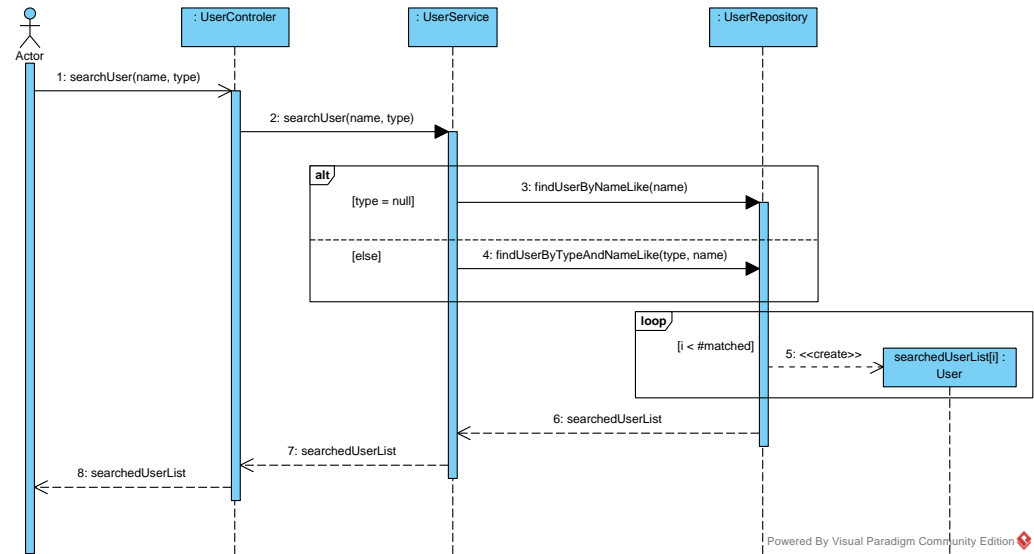 : UserControler
: UserService
: UserRepository
Actor
1: searchUser(name, type)
2: searchUser(name, type)
alt
3: findUserByNameLike(name)
[type = null]
[else]
4: findUserByTypeAndNameLike(type, name)
loop
[i < #matched]
5: <<create>>
searchedUserList[i] :
User
6: searchedUserList
7: searchedUserList
8: searchedUserList
Powered By Visual Paradigm Community Edition